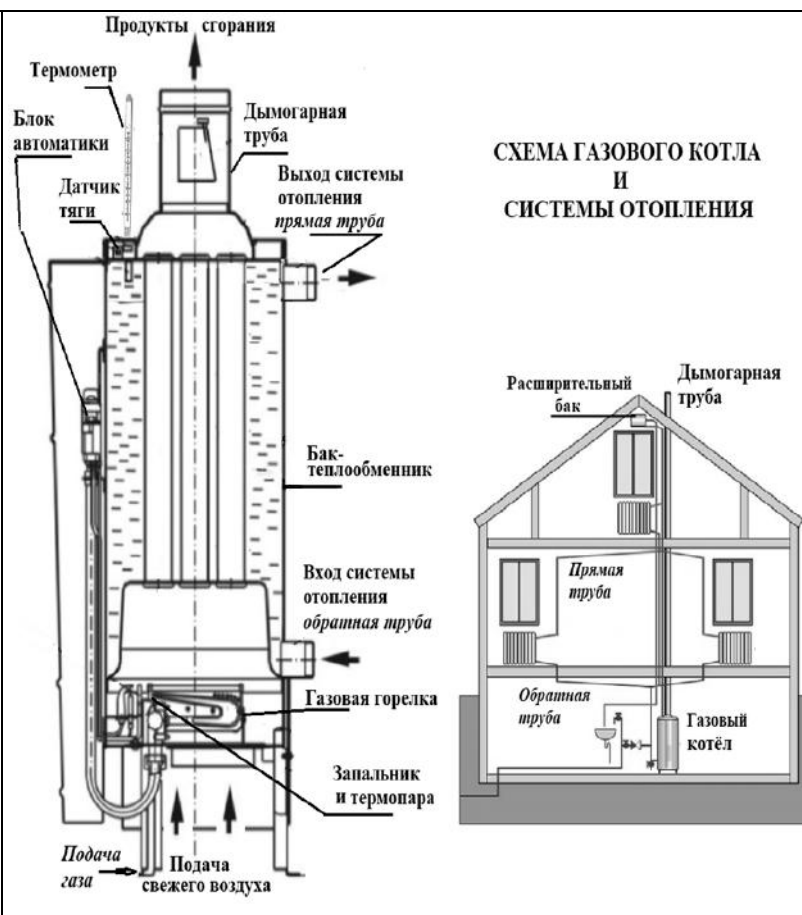 Продукты сгорания
Термометр
Блок
автоматики
Дымогарная
труба
Датчик
тяги
Выход системы
отопления
прямая труба
Бак-
теплообменник
Вход системы
отопления
обратная труба
Газовая горелка
Запальник
и термопара
Подача
газа
Подача
свежего воздуха
СХЕМА ГАЗОВОГО КОТЛА
И
СИСТЕМЫ ОТОПЛЕНИЯ
Расширительный
бак
Дымогарная
труба
Прямая
труба
Обратная
труба
Газовый
котёл